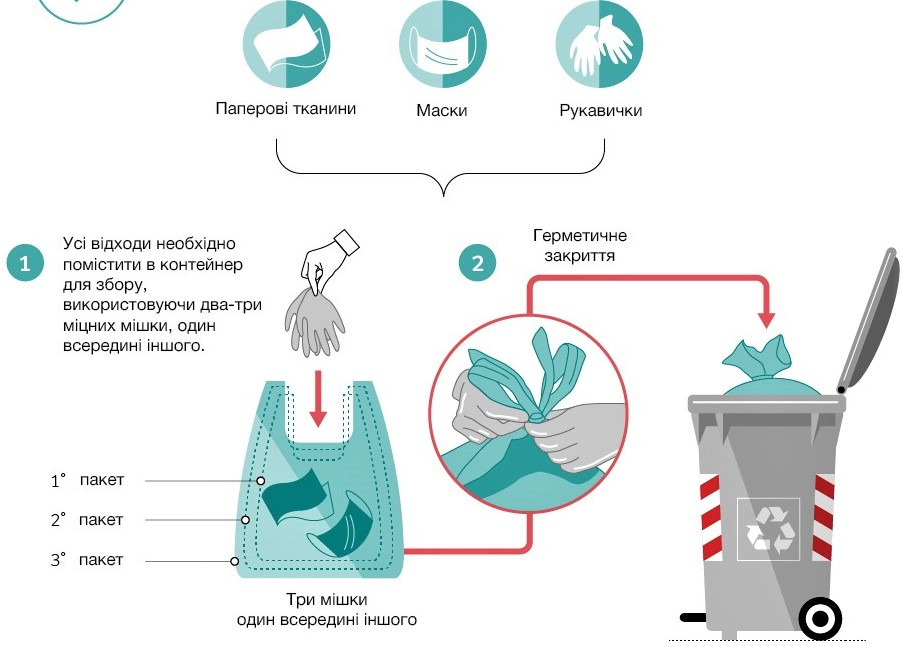 Паперові тканини
Маски
Рукавички
1
Усі відходи необхідно
помістити в контейнер
для збору,
використовуючи два-три
міцних мішки, один
всередині іншого.
2
Герметичне
закриття
1° пакет
2° пакет
3° пакет
Три мішки
один всередині іншого